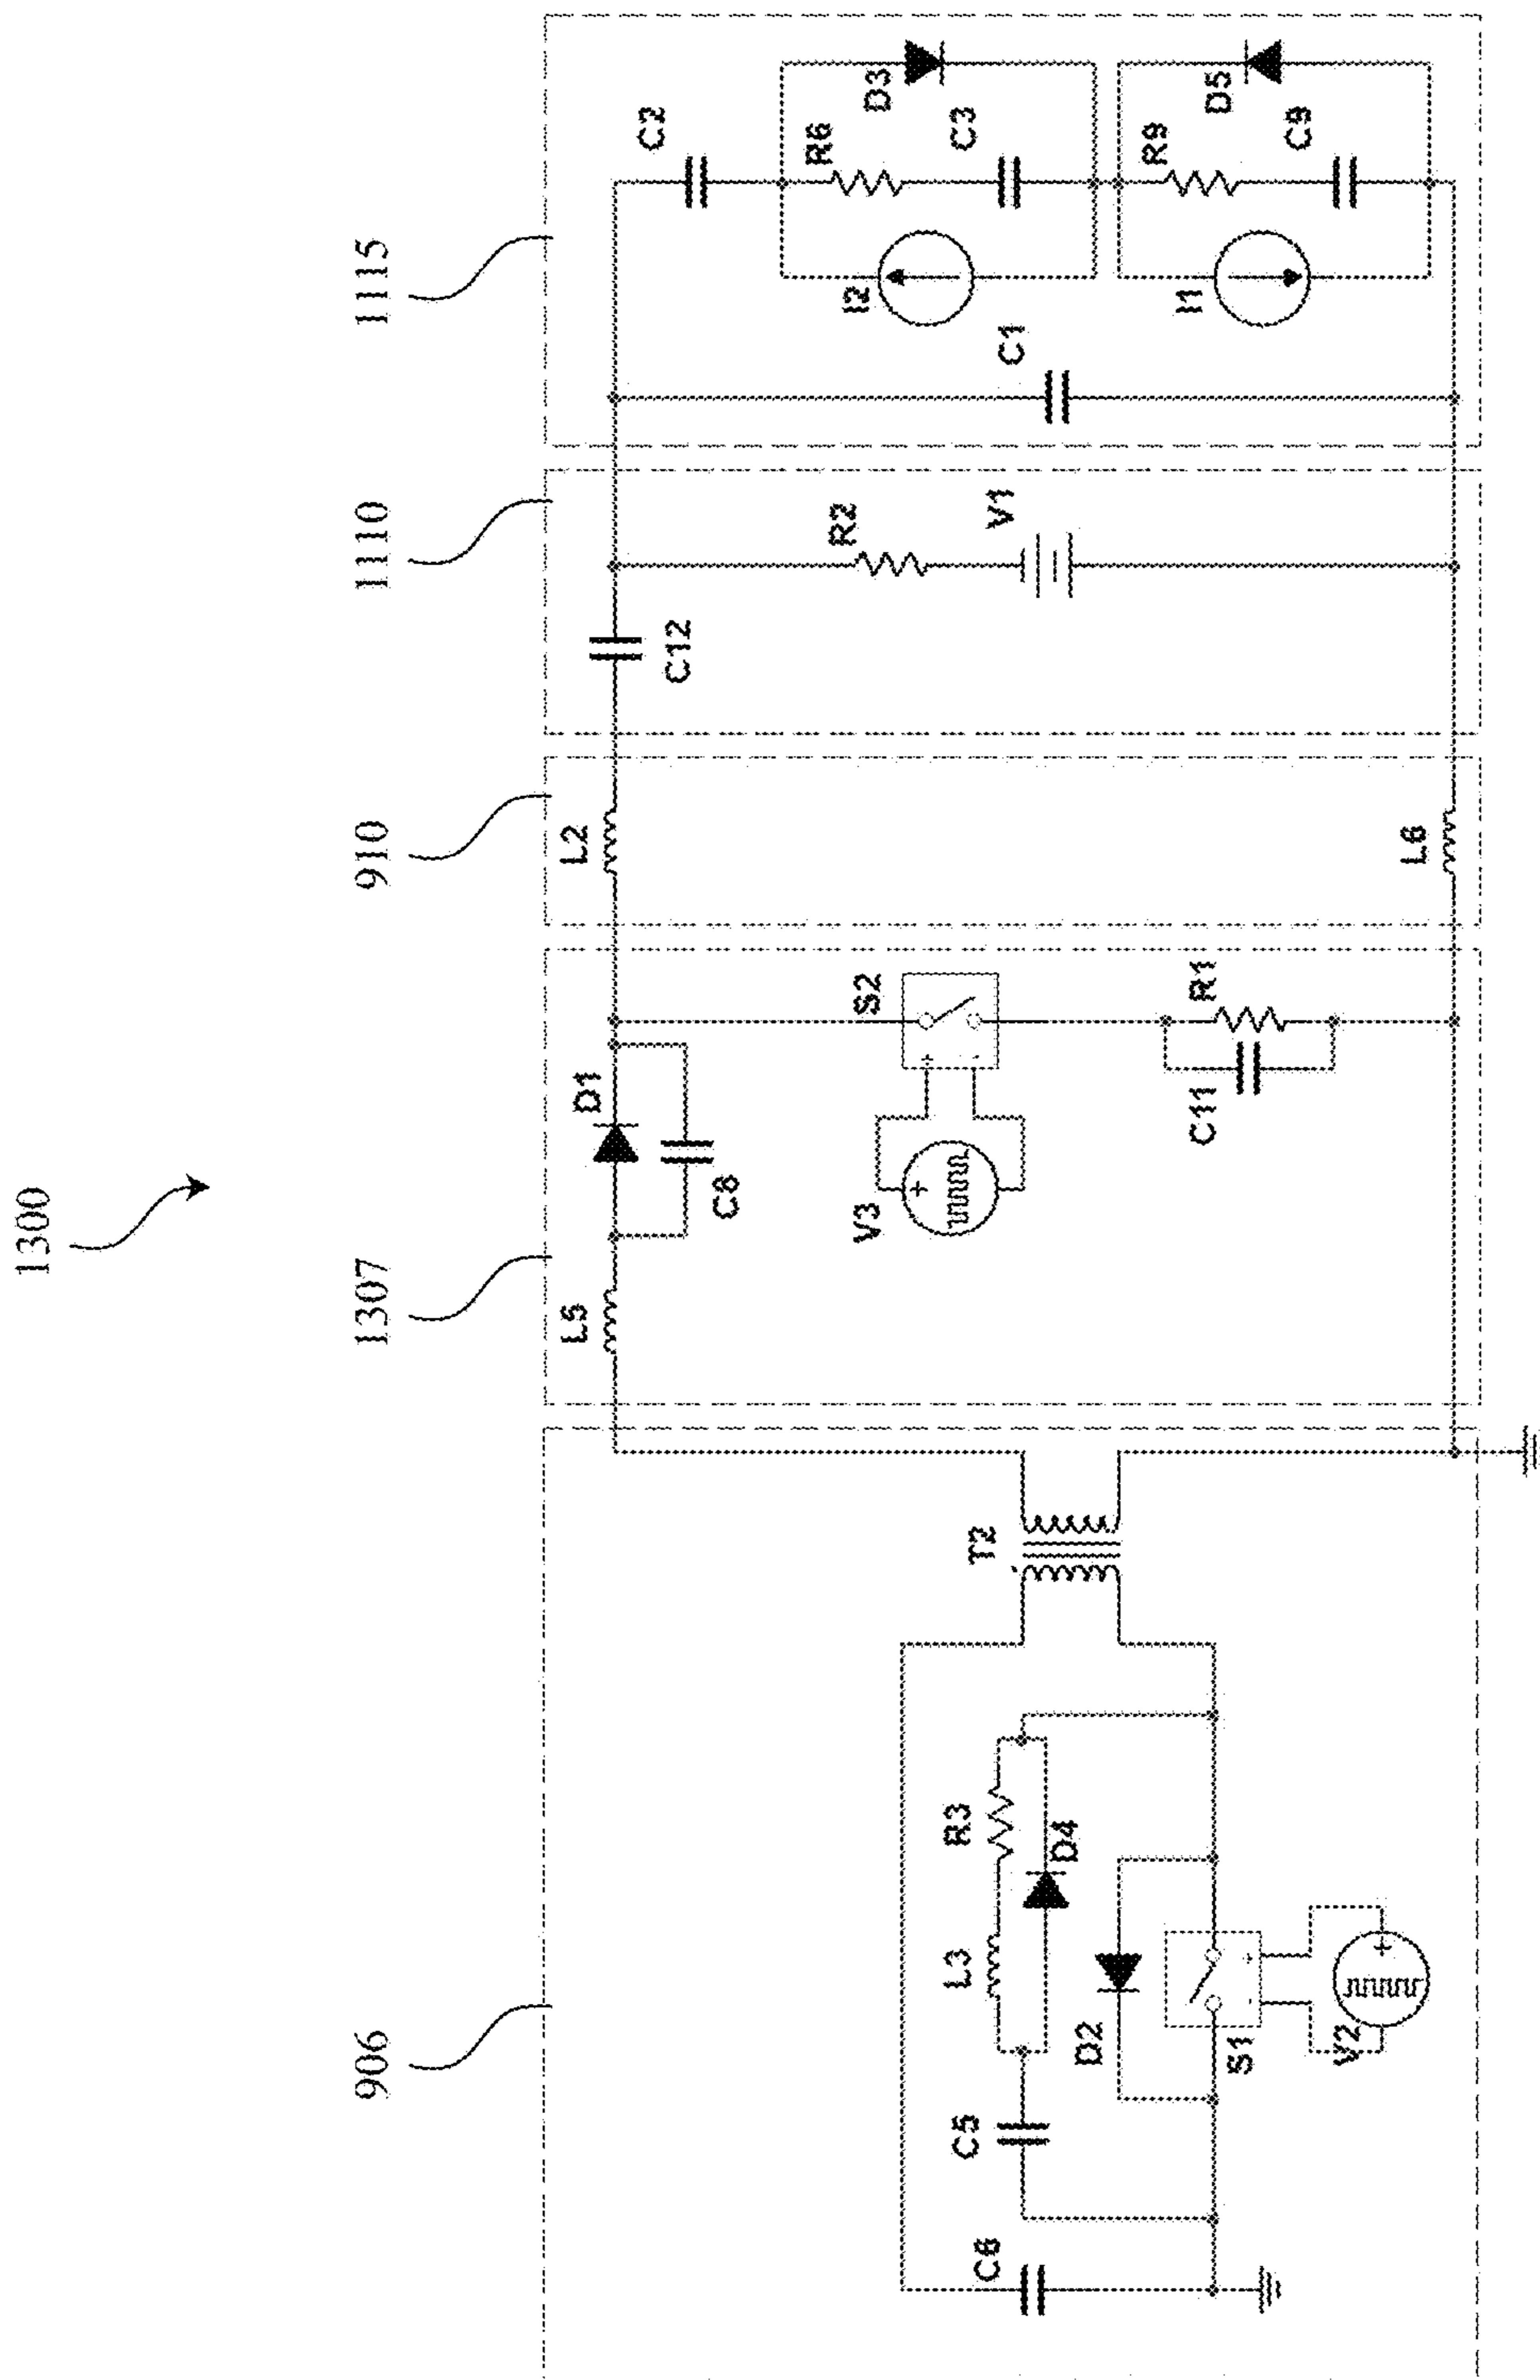 1300
906
1307
910
1110
1115
L5
D1
L2
C8
C12
C2
T2
C6
C5
L3
R3
D4
D2
S1
V2
V3
S2
C11
R1
L6
R2
V1
C1
I2
R6
C3
D3
I1
R9
C9
D5